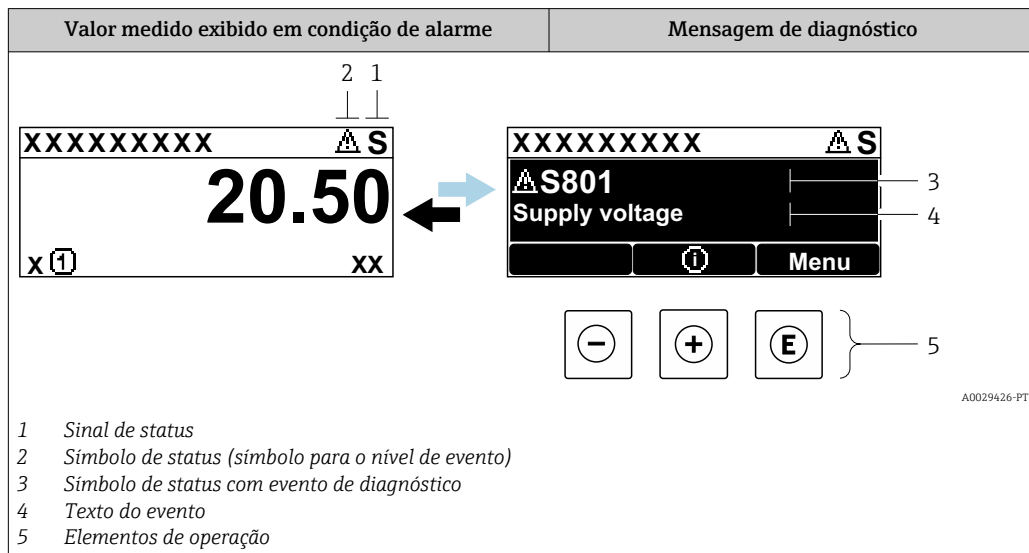 Valor medido exibido em condição de alarme
Mensagem de diagnóstico
2 1
XXXXXXXXX ⚠ S
20.50
X 1 XX
XXXXXXXXX ⚠ S
⚠S801
Supply voltage
i Menu
3
4
− + E
5
A0029426-PT
1 Sinal de status
2 Símbolo de status (símbolo para o nível de evento)
3 Símbolo de status com evento de diagnóstico
4 Texto do evento
5 Elementos de operação